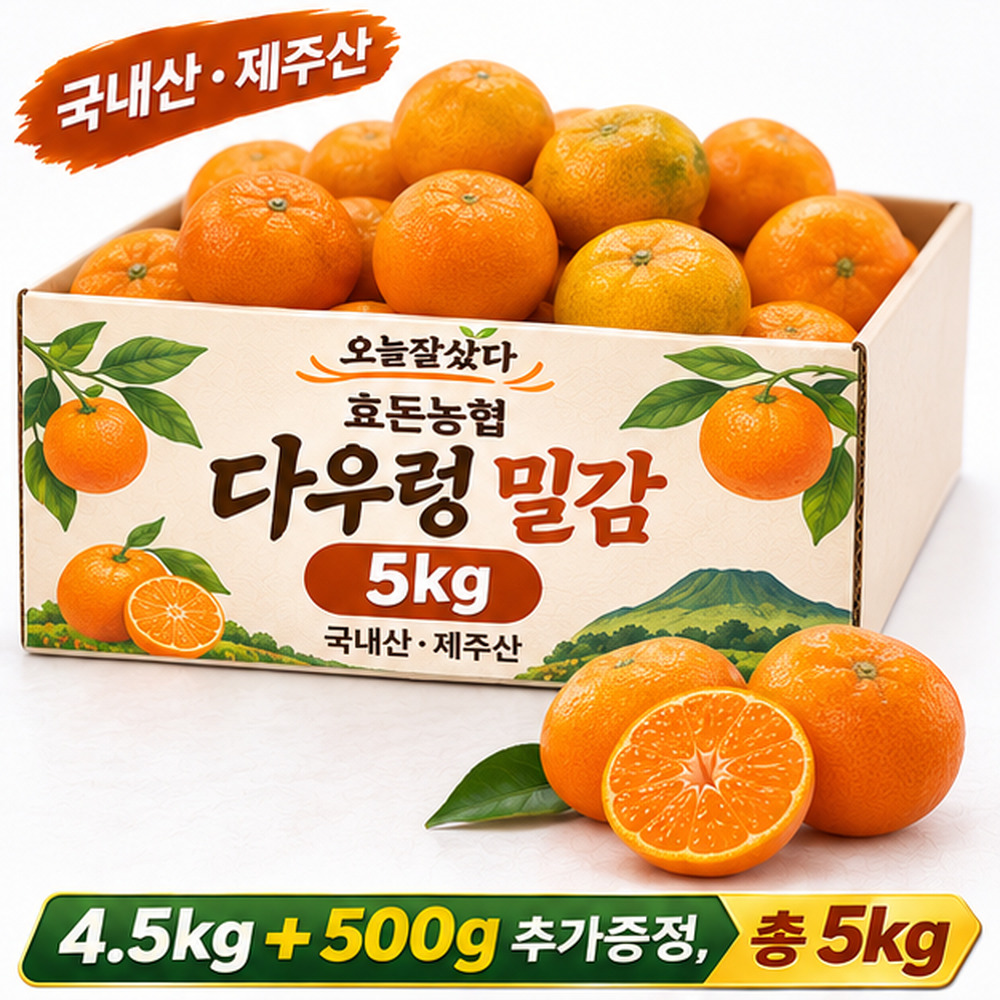 국내산·제주산
오늘잘샀다
효돈농협
다우렁 밀감
5kg
국내산·제주산
4.5kg+500g 추가증정, 총 5kg